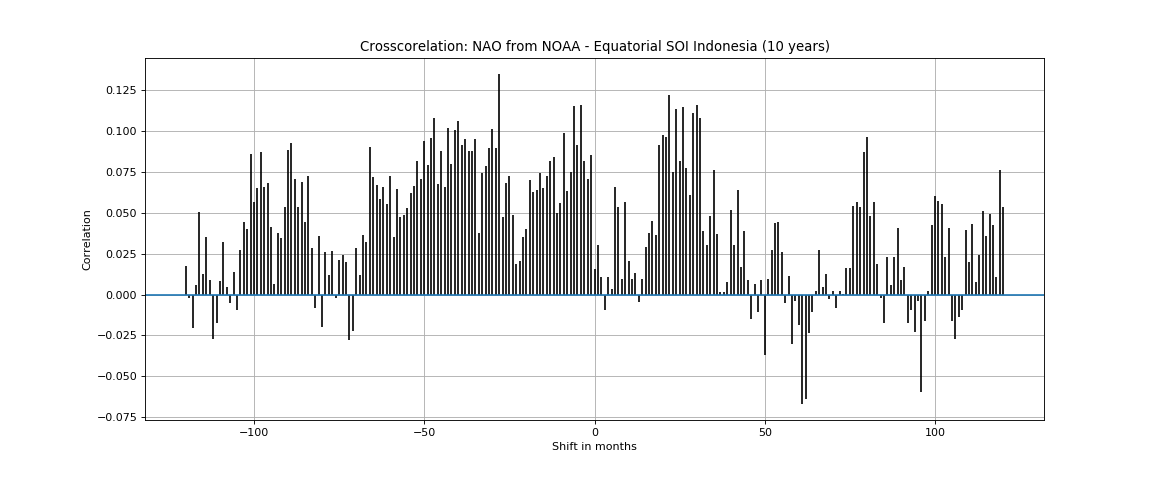 Crosscorelation: NAO from NOAA - Equatorial SOI Indonesia (10 years)
Correlation
0.125
0.100
0.075
0.050
0.025
0.000
−0.025
−0.050
−0.075
−100 −50 0 50 100
Shift in months